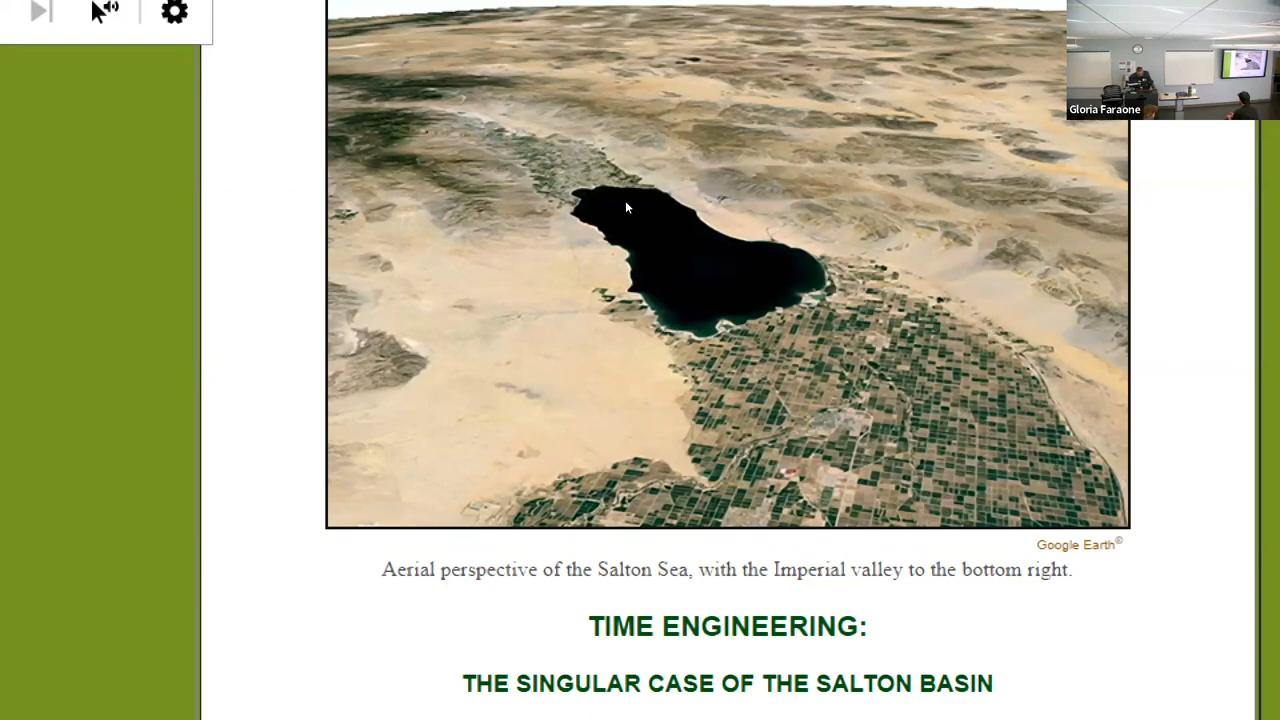 Gloria Faraone
Google Earth©
Aerial perspective of the Salton Sea, with the Imperial valley to the bottom right.
TIME ENGINEERING:
THE SINGULAR CASE OF THE SALTON BASIN